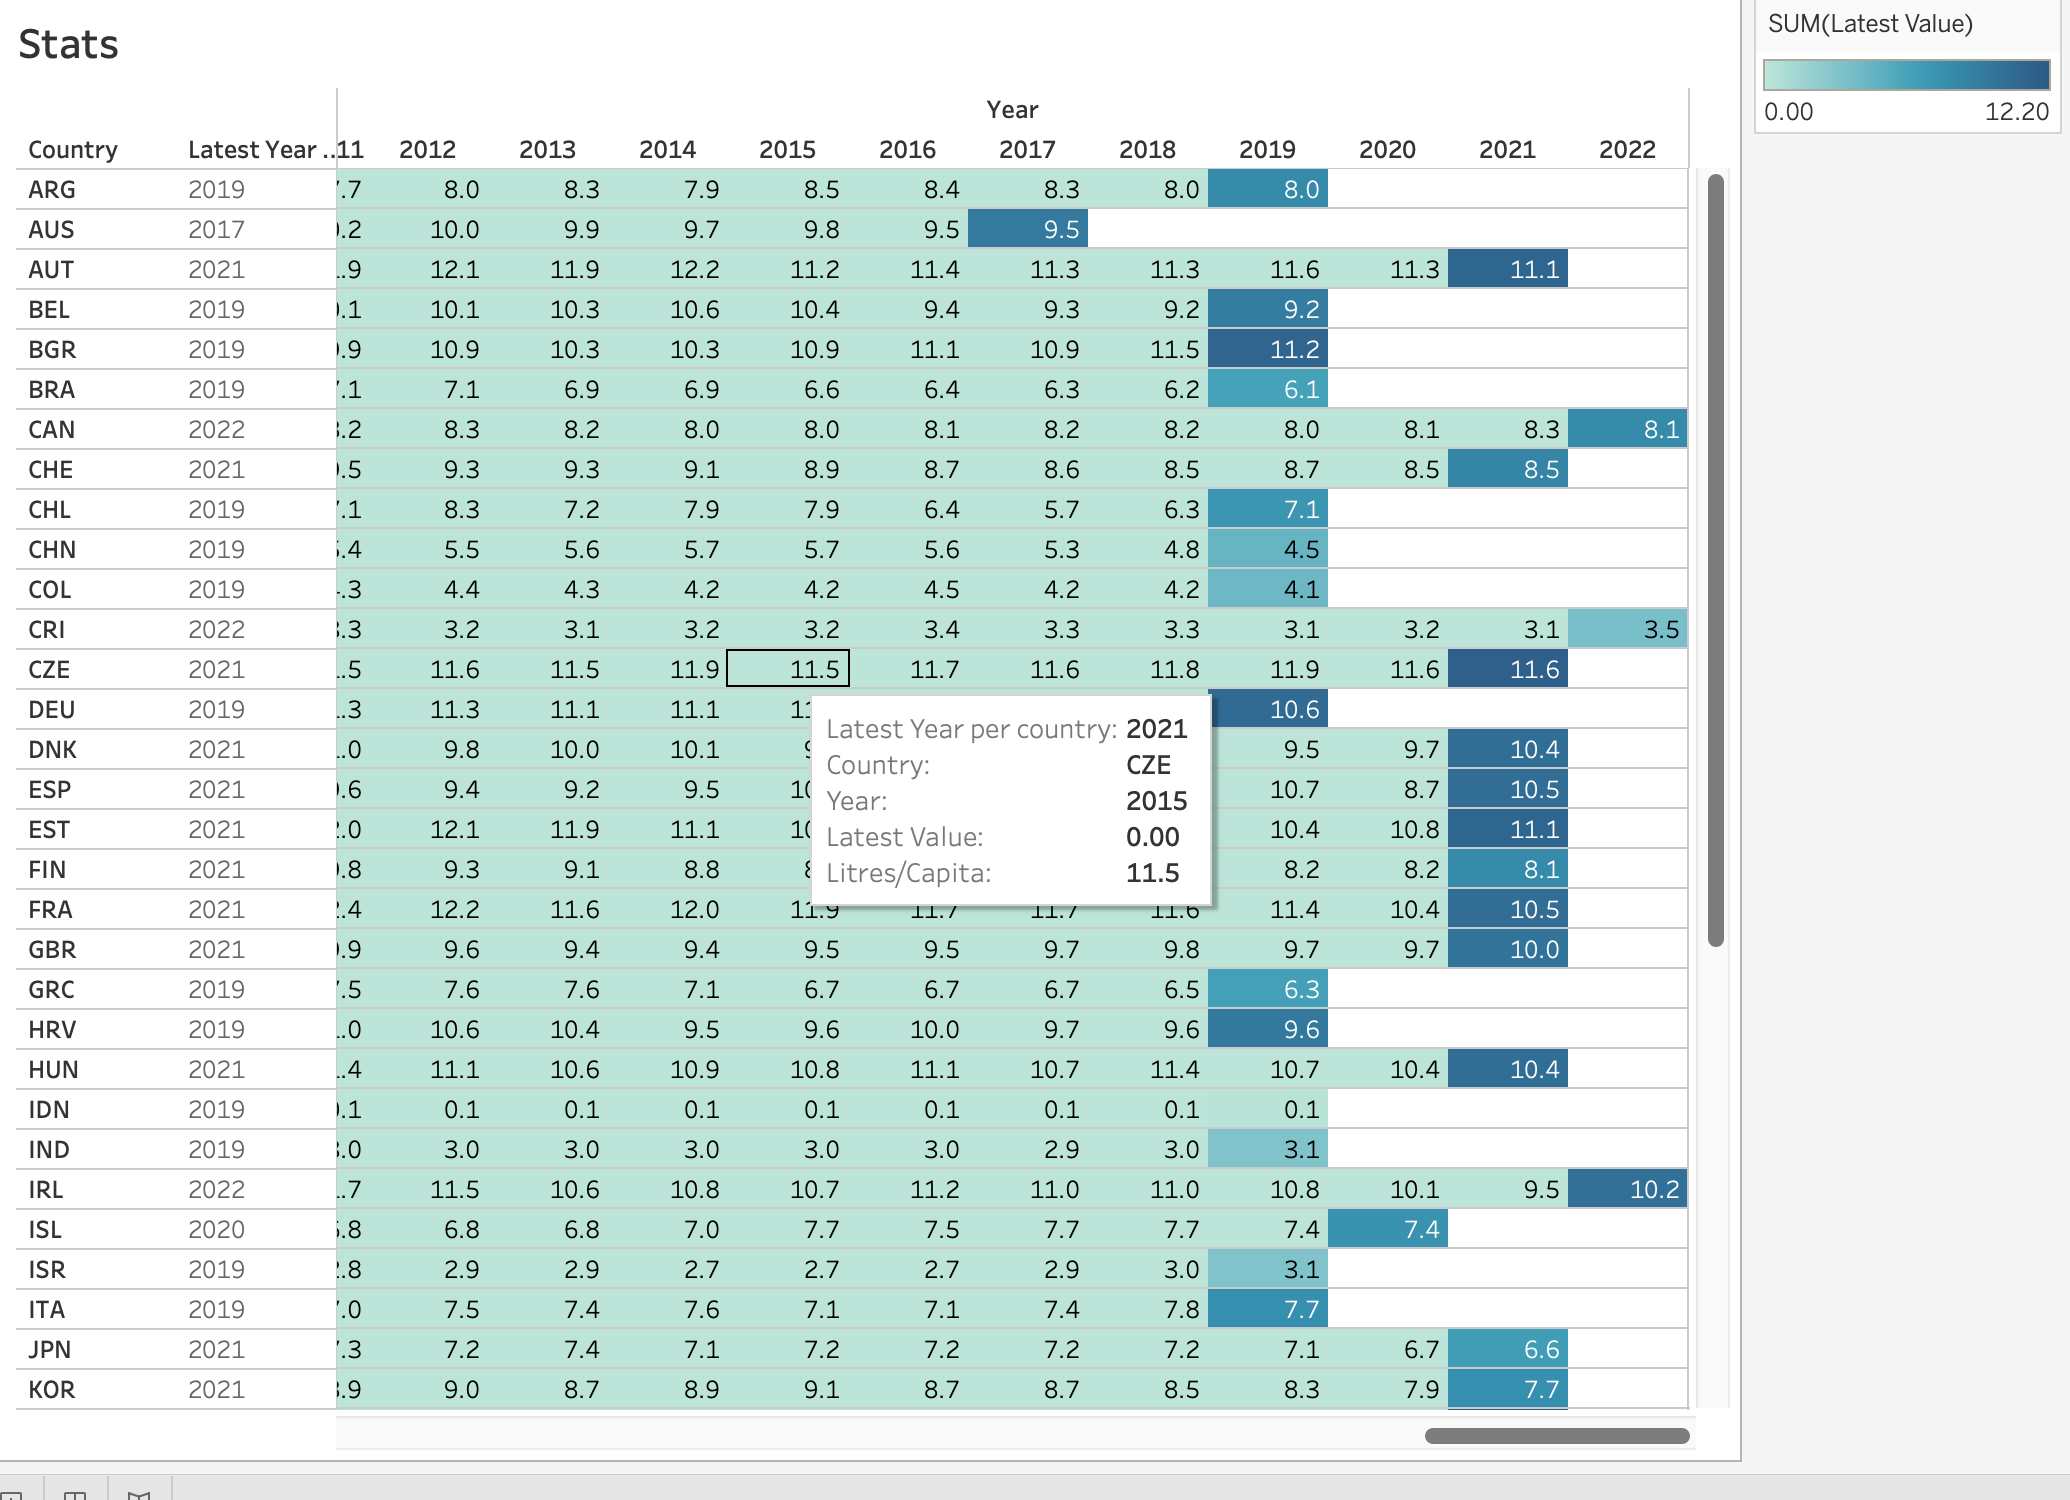 Stats
Year
Country Latest Year .. 11 2012 2013 2014 2015 2016 2017 2018 2019 2020 2021 2022
ARG 2019 .7 8.0 8.3 7.9 8.5 8.4 8.3 8.0 8.0
AUS 2017 .2 10.0 9.9 9.7 9.8 9.5 9.5
AUT 2021 .9 12.1 11.9 12.2 11.2 11.4 11.3 11.3 11.6 11.3 11.1
BEL 2019 .1 10.1 10.3 10.6 10.4 9.4 9.3 9.2 9.2
BGR 2019 .9 10.9 10.3 10.3 10.9 11.1 10.9 11.5 11.2
BRA 2019 .1 7.1 6.9 6.9 6.6 6.4 6.3 6.2 6.1
CAN 2022 .2 8.3 8.2 8.0 8.0 8.1 8.2 8.2 8.0 8.1 8.3 8.1
CHE 2021 .5 9.3 9.3 9.1 8.9 8.7 8.6 8.5 8.7 8.5 8.5
CHL 2019 .1 8.3 7.2 7.9 7.9 6.4 5.7 6.3 7.1
CHN 2019 .4 5.5 5.6 5.7 5.7 5.6 5.3 4.8 4.5
COL 2019 .3 4.4 4.3 4.2 4.2 4.5 4.2 4.2 4.1
CRI 2022 .3 3.2 3.1 3.2 3.2 3.4 3.3 3.3 3.1 3.2 3.1 3.5
CZE 2021 .5 11.6 11.5 11.9 11.5 11.7 11.6 11.8 11.9 11.6 11.6
DEU 2019 .3 11.3 11.1 11.1 10.6
DNK 2021 .0 9.8 10.0 10.1 9.5 9.7 10.4
ESP 2021 .6 9.4 9.2 9.5 10.7 8.7 10.5
EST 2021 .0 12.1 11.9 11.1 10.4 10.8 11.1
FIN 2021 .8 9.3 9.1 8.8 8.2 8.2 8.1
FRA 2021 .4 12.2 11.6 12.0 11.9 11.7 11.7 11.6 11.4 10.4 10.5
GBR 2021 .9 9.6 9.4 9.4 9.5 9.5 9.7 9.8 9.7 9.7 10.0
GRC 2019 .5 7.6 7.6 7.1 6.7 6.7 6.7 6.5 6.3
HRV 2019 .0 10.6 10.4 9.5 9.6 10.0 9.7 9.6 9.6
HUN 2021 .4 11.1 10.6 10.9 10.8 11.1 10.7 11.4 10.7 10.4 10.4
IDN 2019 .1 0.1 0.1 0.1 0.1 0.1 0.1 0.1 0.1
IND 2019 .0 3.0 3.0 3.0 3.0 3.0 2.9 3.0 3.1
IRL 2022 .7 11.5 10.6 10.8 10.7 11.2 11.0 11.0 10.8 10.1 9.5 10.2
ISL 2020 .8 6.8 6.8 7.0 7.7 7.5 7.7 7.7 7.4 7.4
ISR 2019 .8 2.9 2.9 2.7 2.7 2.7 2.9 3.0 3.1
ITA 2019 .0 7.5 7.4 7.6 7.1 7.1 7.4 7.8 7.7
JPN 2021 .3 7.2 7.4 7.1 7.2 7.2 7.2 7.2 7.1 6.7 6.6
KOR 2021 .9 9.0 8.7 8.9 9.1 8.7 8.7 8.5 8.3 7.9 7.7
Latest Year per country: 2021
Country: CZE
Year: 2015
Latest Value: 0.00
Litres/Capita: 11.5
SUM(Latest Value)
0.00 12.20